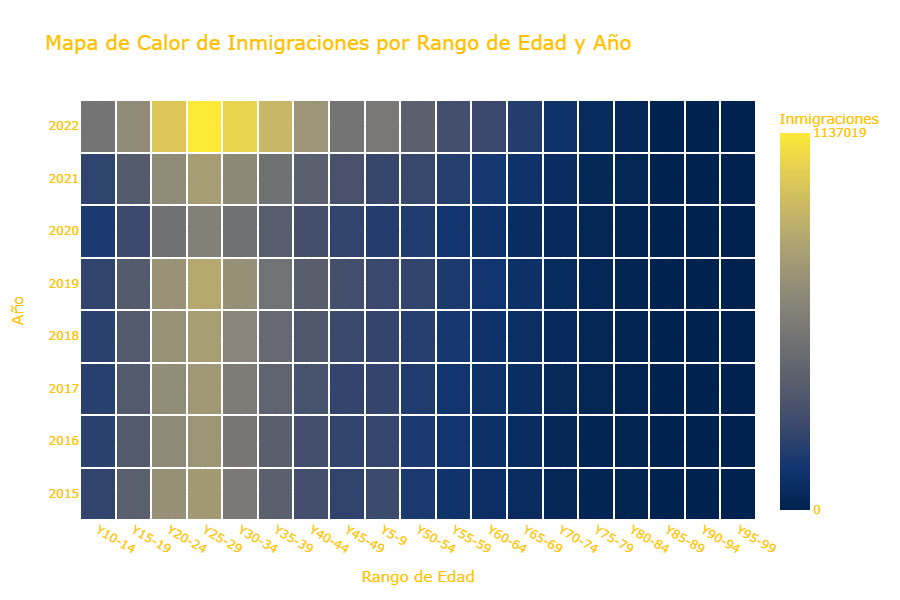 Mapa de Calor de Inmigraciones por Rango de Edad y Año
Inmigraciones
1137019
0
Año
2022
2021
2020
2019
2018
2017
2016
2015
Y10-14
Y15-19
Y20-24
Y25-29
Y30-34
Y35-39
Y40-44
Y45-49
Y5-9
Y50-54
Y55-59
Y60-64
Y65-69
Y70-74
Y75-79
Y80-84
Y85-89
Y90-94
Y95-99
Rango de Edad